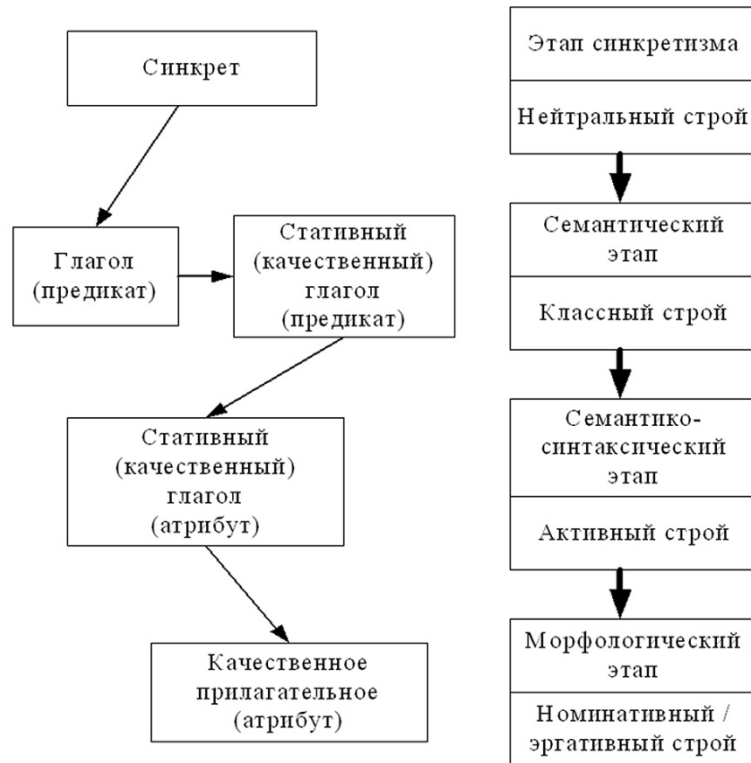 Синкрет
Глагол
(предикат)
Стативный
(качественный)
глагол
(предикат)
Стативный
(качественный)
глагол
(атрибут)
Качественное
прилагательное
(атрибут)
Этап синкретизма
Нейтральный строй
Семантический
этап
Классный строй
Семантико-
синтаксический
этап
Активный строй
Морфологический
этап
Номинативный /
эргативный строй